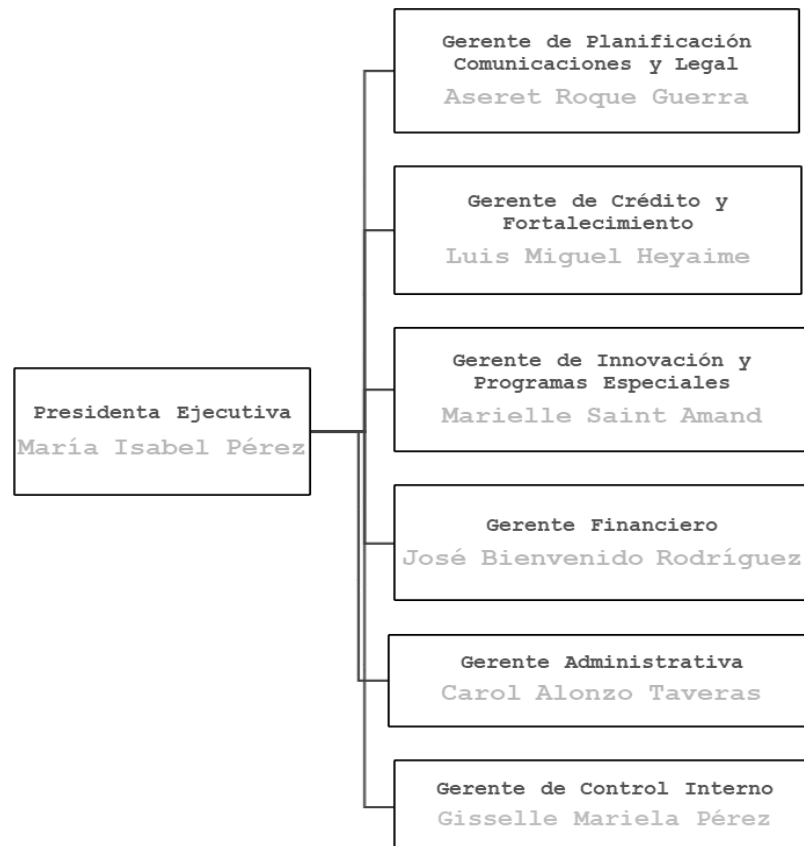 Gerente de Planificación
Comunicaciones y Legal
Aseret Roque Guerra
Gerente de Crédito y
Fortalecimiento
Luis Miguel Heyaime
Gerente de Innovación y
Programas Especiales
Marielle Saint Amand
Presidenta Ejecutiva
María Isabel Pérez
Gerente Financiero
José Bienvenido Rodríguez
Gerente Administrativa
Carol Alonzo Taveras
Gerente de Control Interno
Gisselle Mariela Pérez